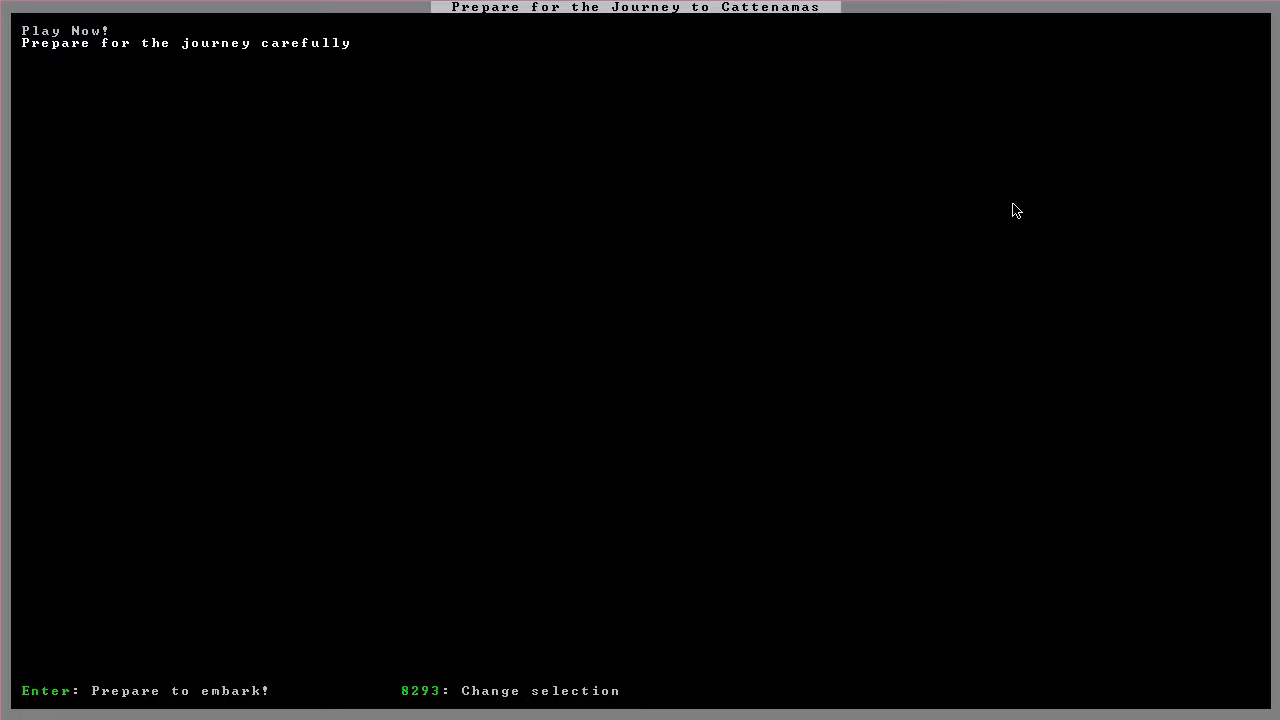 Prepare for the Journey to Cattenamas
Play Now!
Prepare for the journey carefully
Enter: Prepare to embark! 8293: Change selection